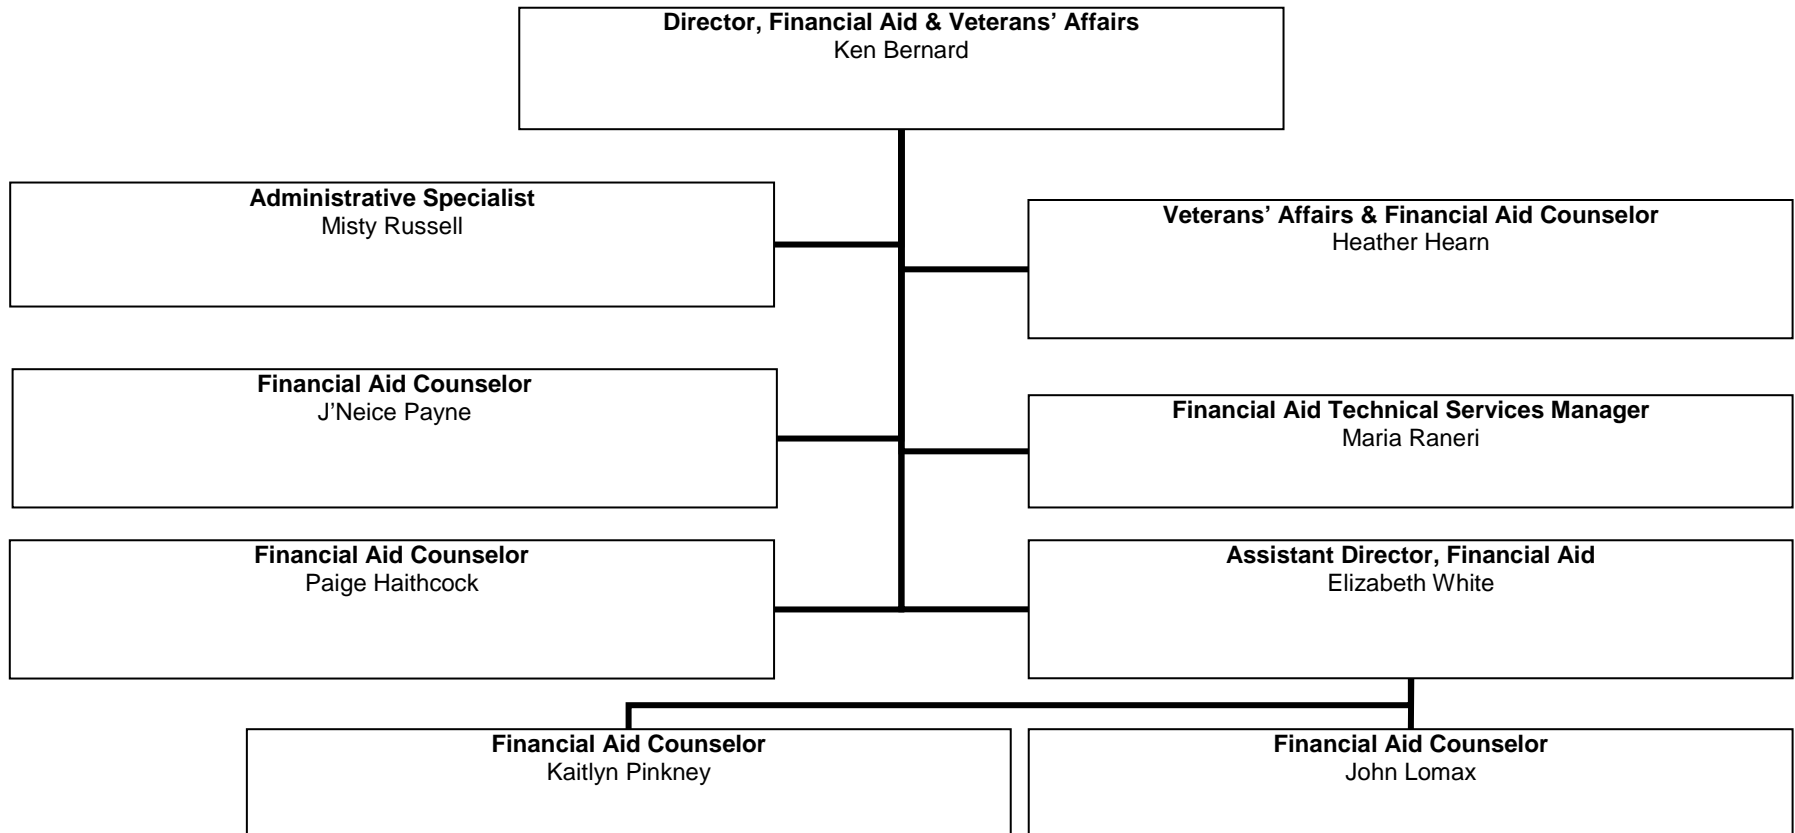 Director, Financial Aid & Veterans’ Affairs
Ken Bernard
Administrative Specialist
Misty Russell
Veterans’ Affairs & Financial Aid Counselor
Heather Hearn
Financial Aid Counselor
J’Neice Payne
Financial Aid Technical Services Manager
Maria Raneri
Financial Aid Counselor
Paige Haithcock
Assistant Director, Financial Aid
Elizabeth White
Financial Aid Counselor
Kaitlyn Pinkney
Financial Aid Counselor
John Lomax